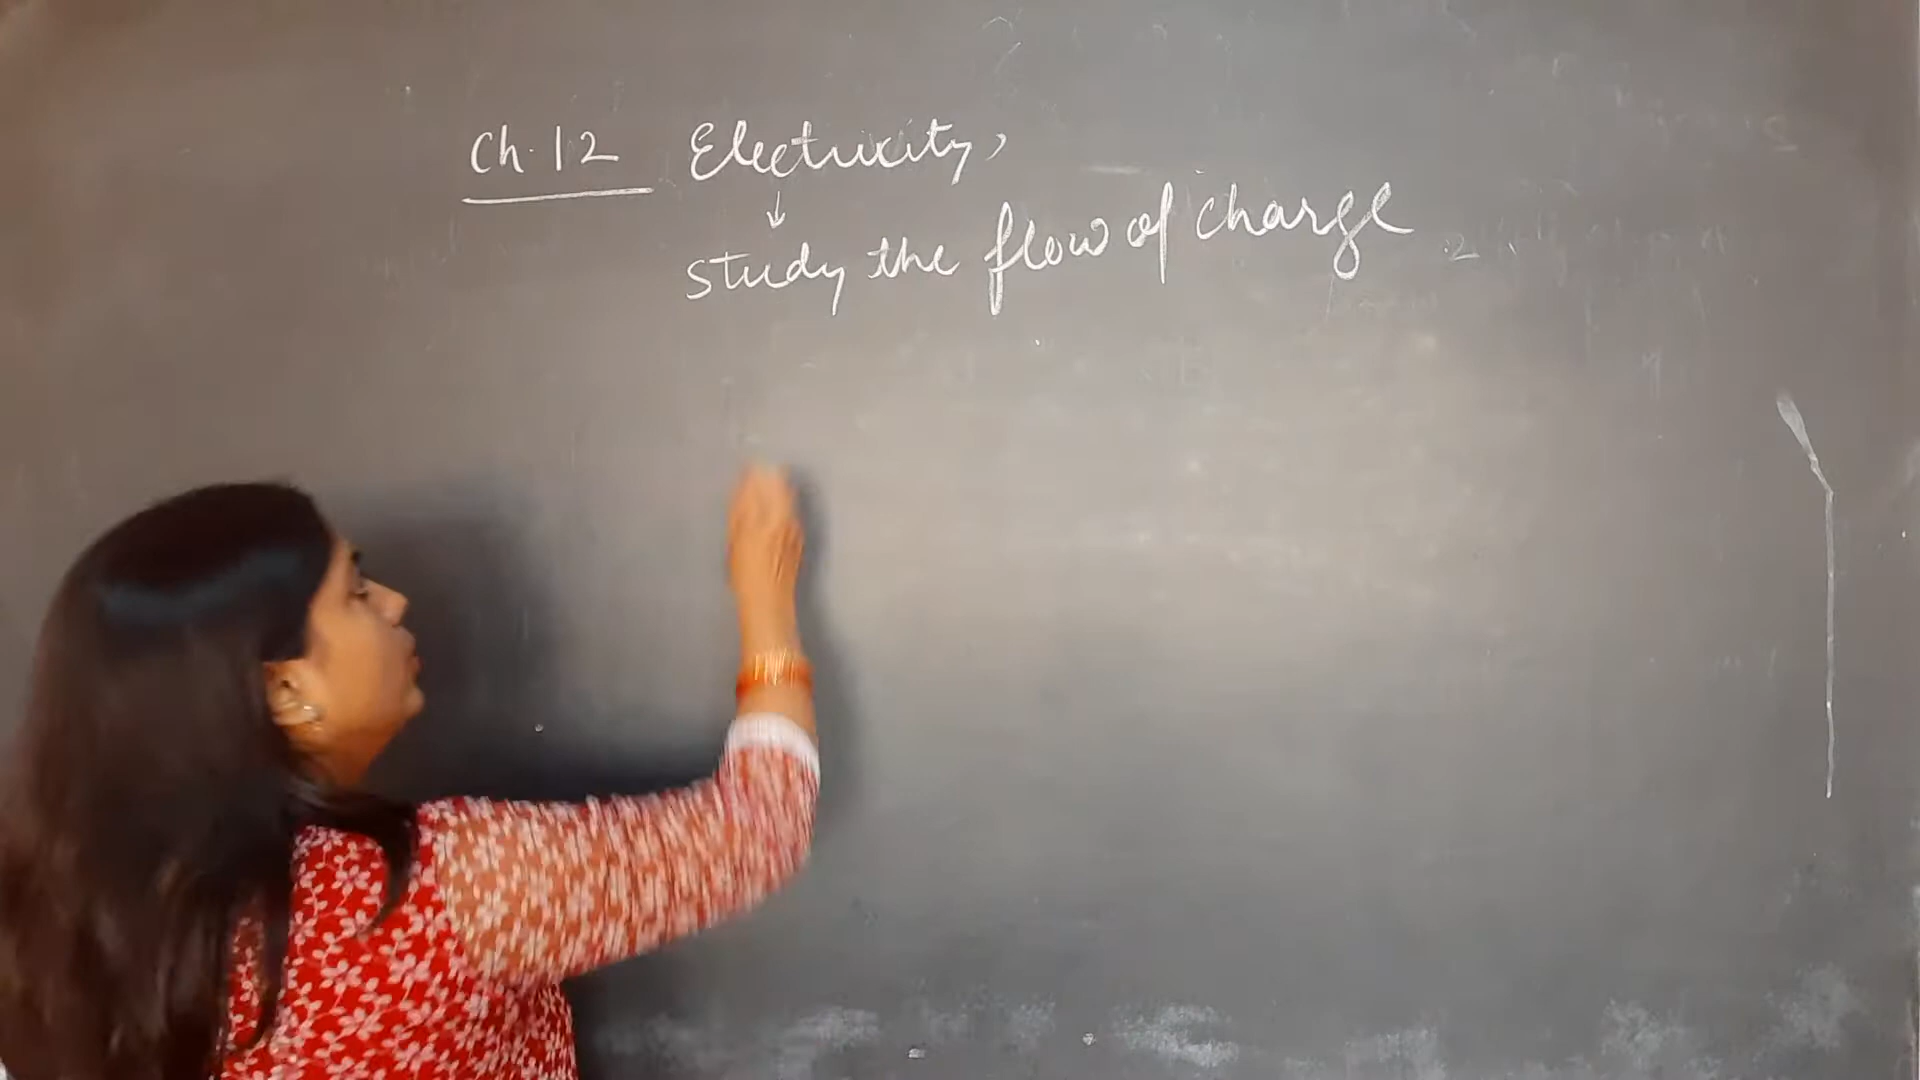 Ch. 12 Electricity,
↓
study the flow of charge